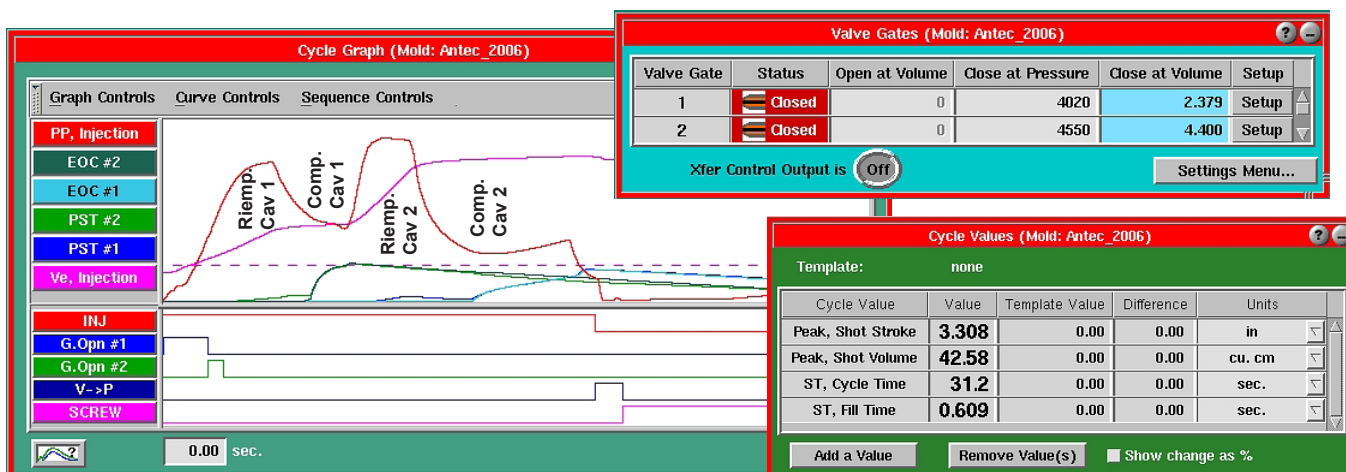 Cycle Graph (Mold: Antec_2006)
Graph Controls Curve Controls Sequence Controls
PP, Injection
EOC #2
EOC #1
PST #2
PST #1
Ve, Injection
Riemp.
Cav 1
Comp.
Cav 1
Riemp.
Cav 2
Comp.
Cav 2
INJ
G.Opn #1
G.Opn #2
V->P
SCREW
0.00 sec.
Valve Gates (Mold: Antec_2006)
Valve Gate Status Open at Volume Close at Pressure Close at Volume Setup
1 Closed 0 4020 2.379 Setup
2 Closed 0 4550 4.400 Setup
Xfer Control Output is Off
Settings Menu...
Cycle Values (Mold: Antec_2006)
Template: none
Cycle Value Value Template Value Difference Units
Peak, Shot Stroke 3.308 0.00 0.00 in
Peak, Shot Volume 42.58 0.00 0.00 cu. cm
ST, Cycle Time 31.2 0.00 0.00 sec.
ST, Fill Time 0.609 0.00 0.00 sec.
Add a Value Remove Value(s) Show change as %